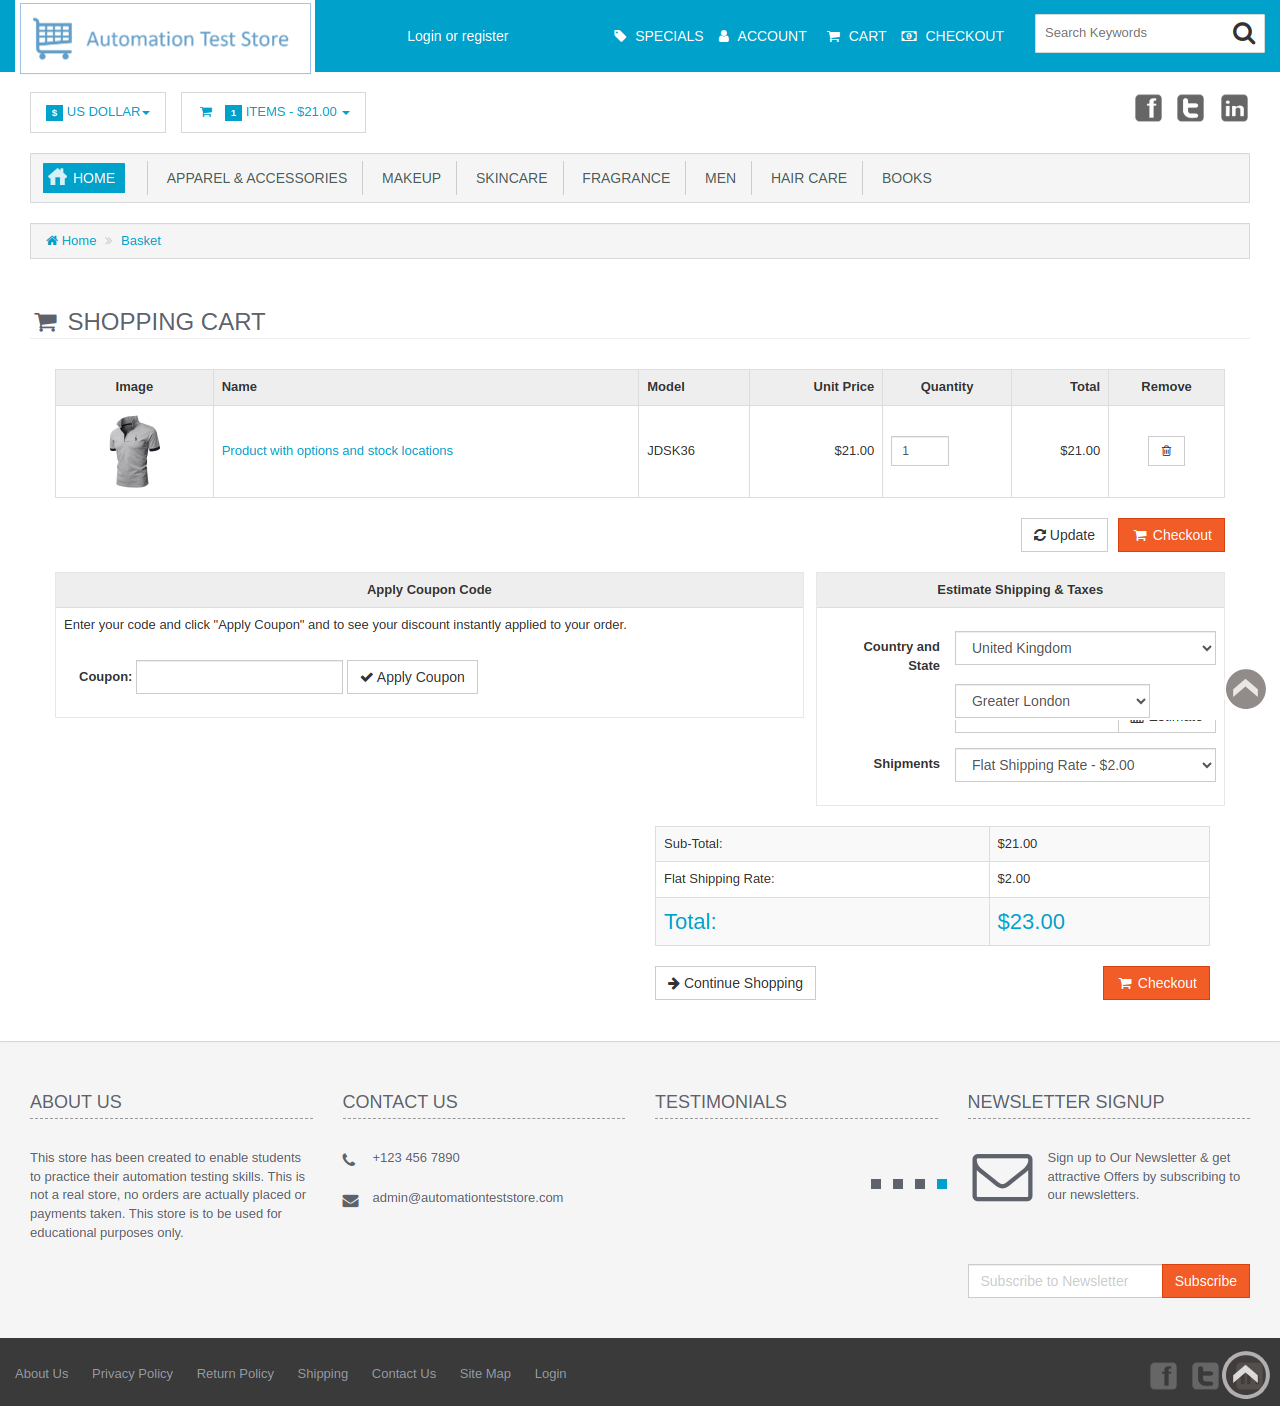 Automation Test Store
Login or register
SPECIALS ACCOUNT CART CHECKOUT
Search Keywords
$ US DOLLAR
1 ITEMS - $21.00
HOME APPAREL & ACCESSORIES MAKEUP SKINCARE FRAGRANCE MEN HAIR CARE BOOKS
Home Basket
SHOPPING CART
Image Name Model Unit Price Quantity Total Remove
Product with options and stock locations JDSK36 $21.00 1 $21.00
Update Checkout
Apply Coupon Code
Enter your code and click "Apply Coupon" and to see your discount instantly applied to your order.
Coupon: Apply Coupon
Estimate Shipping & Taxes
Country and State United Kingdom
Greater London
Shipments Flat Shipping Rate - $2.00
Sub-Total: $21.00
Flat Shipping Rate: $2.00
Total: $23.00
Continue Shopping Checkout
ABOUT US
This store has been created to enable students
to practice their automation testing skills. This is
not a real store, no orders are actually placed or
payments taken. This store is to be used for
educational purposes only.
CONTACT US
+123 456 7890
admin@automationteststore.com
TESTIMONIALS
NEWSLETTER SIGNUP
Sign up to Our Newsletter & get
attractive Offers by subscribing to
our newsletters.
Subscribe to Newsletter Subscribe
About Us Privacy Policy Return Policy Shipping Contact Us Site Map Login